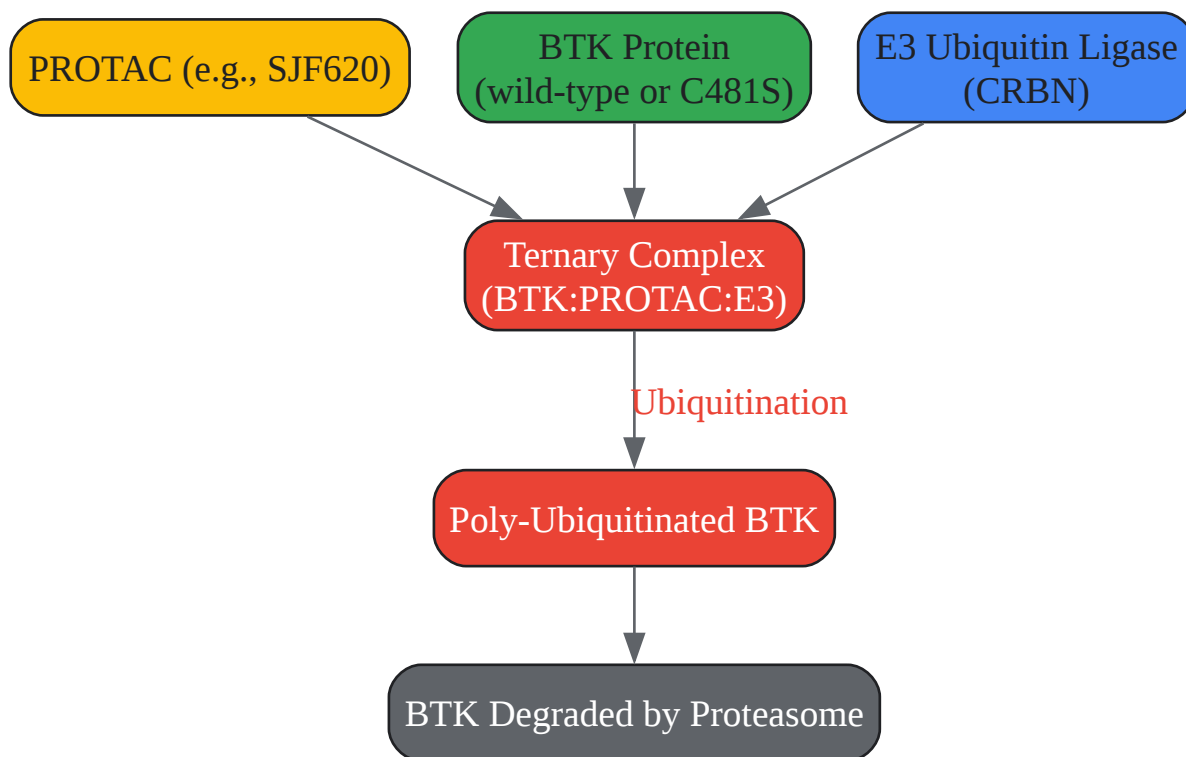 PROTAC (e.g., SJF620)
BTK Protein
(wild-type or C481S)
E3 Ubiquitin Ligase
(CRBN)
Ternary Complex
(BTK:PROTAC:E3)
Ubiquitination
Poly-Ubiquitinated BTK
BTK Degraded by Proteasome